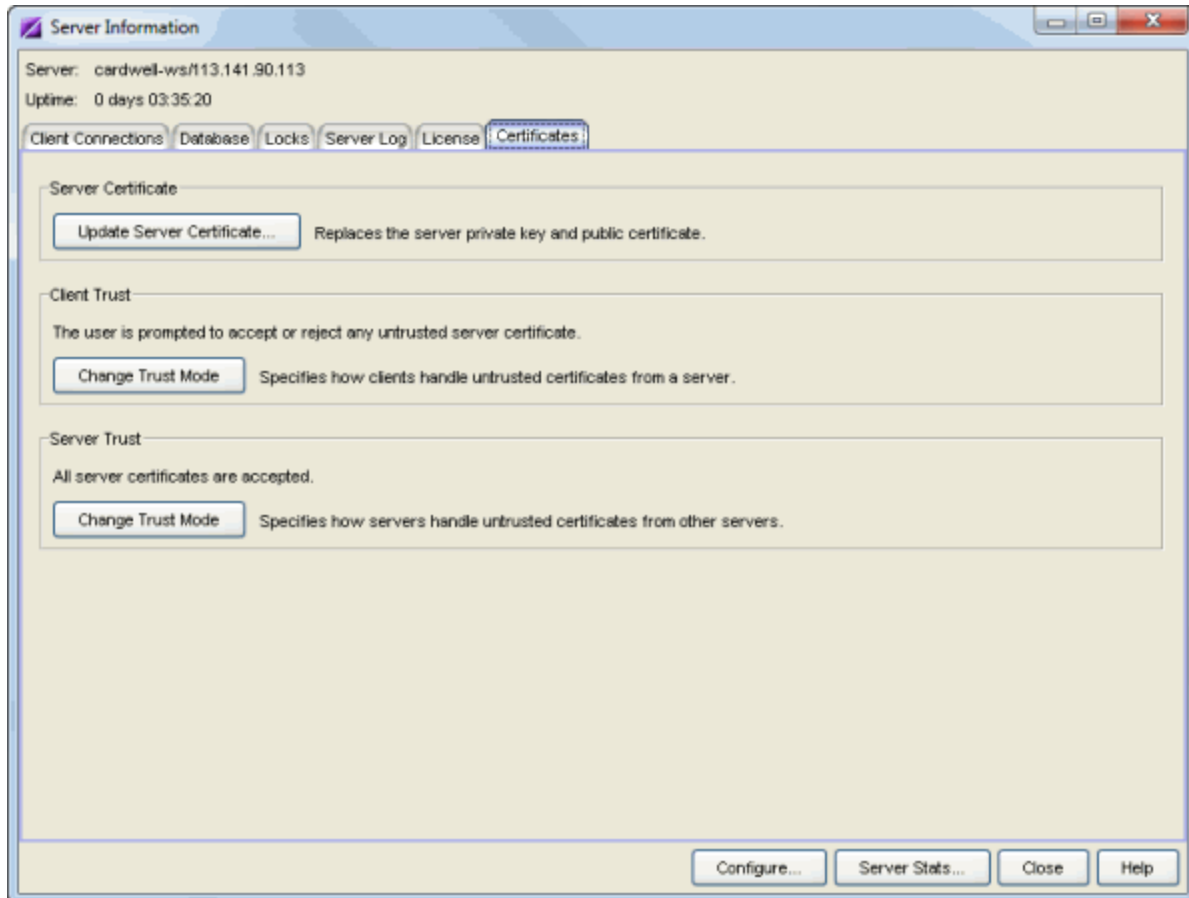 Server Information
Server: cardwell-ws/113.141.90.113
Uptime: 0 days 03:35:20
Client Connections Database Locks Server Log License Certificates
Server Certificate
Update Server Certificate... Replaces the server private key and public certificate.
Client Trust
The user is prompted to accept or reject any untrusted server certificate.
Change Trust Mode Specifies how clients handle untrusted certificates from a server.
Server Trust
All server certificates are accepted.
Change Trust Mode Specifies how servers handle untrusted certificates from other servers.
Configure... Server Stats... Close Help